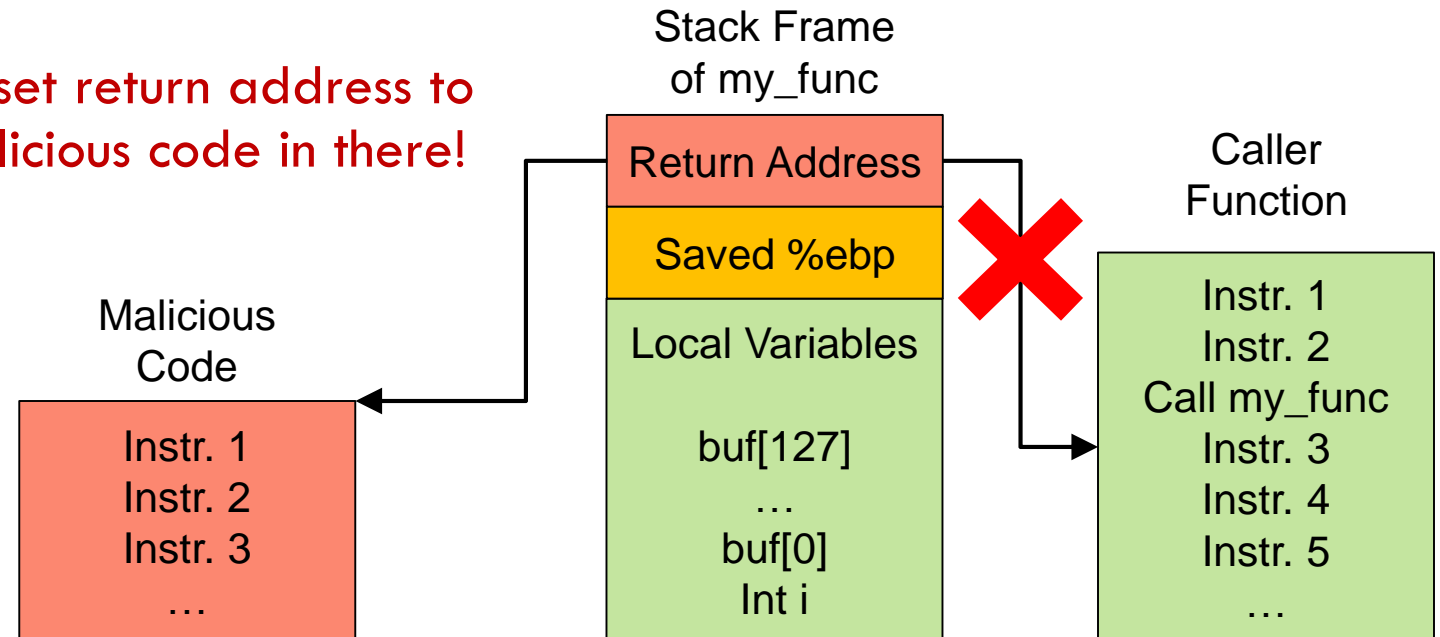 set return address to
licious code in there!
Stack Frame
of my_func
Return Address
Saved %ebp
Local Variables
buf[127]
…
buf[0]
Int i
Caller
Function
Instr. 1
Instr. 2
Call my_func
Instr. 3
Instr. 4
Instr. 5
…
Malicious
Code
Instr. 1
Instr. 2
Instr. 3
…